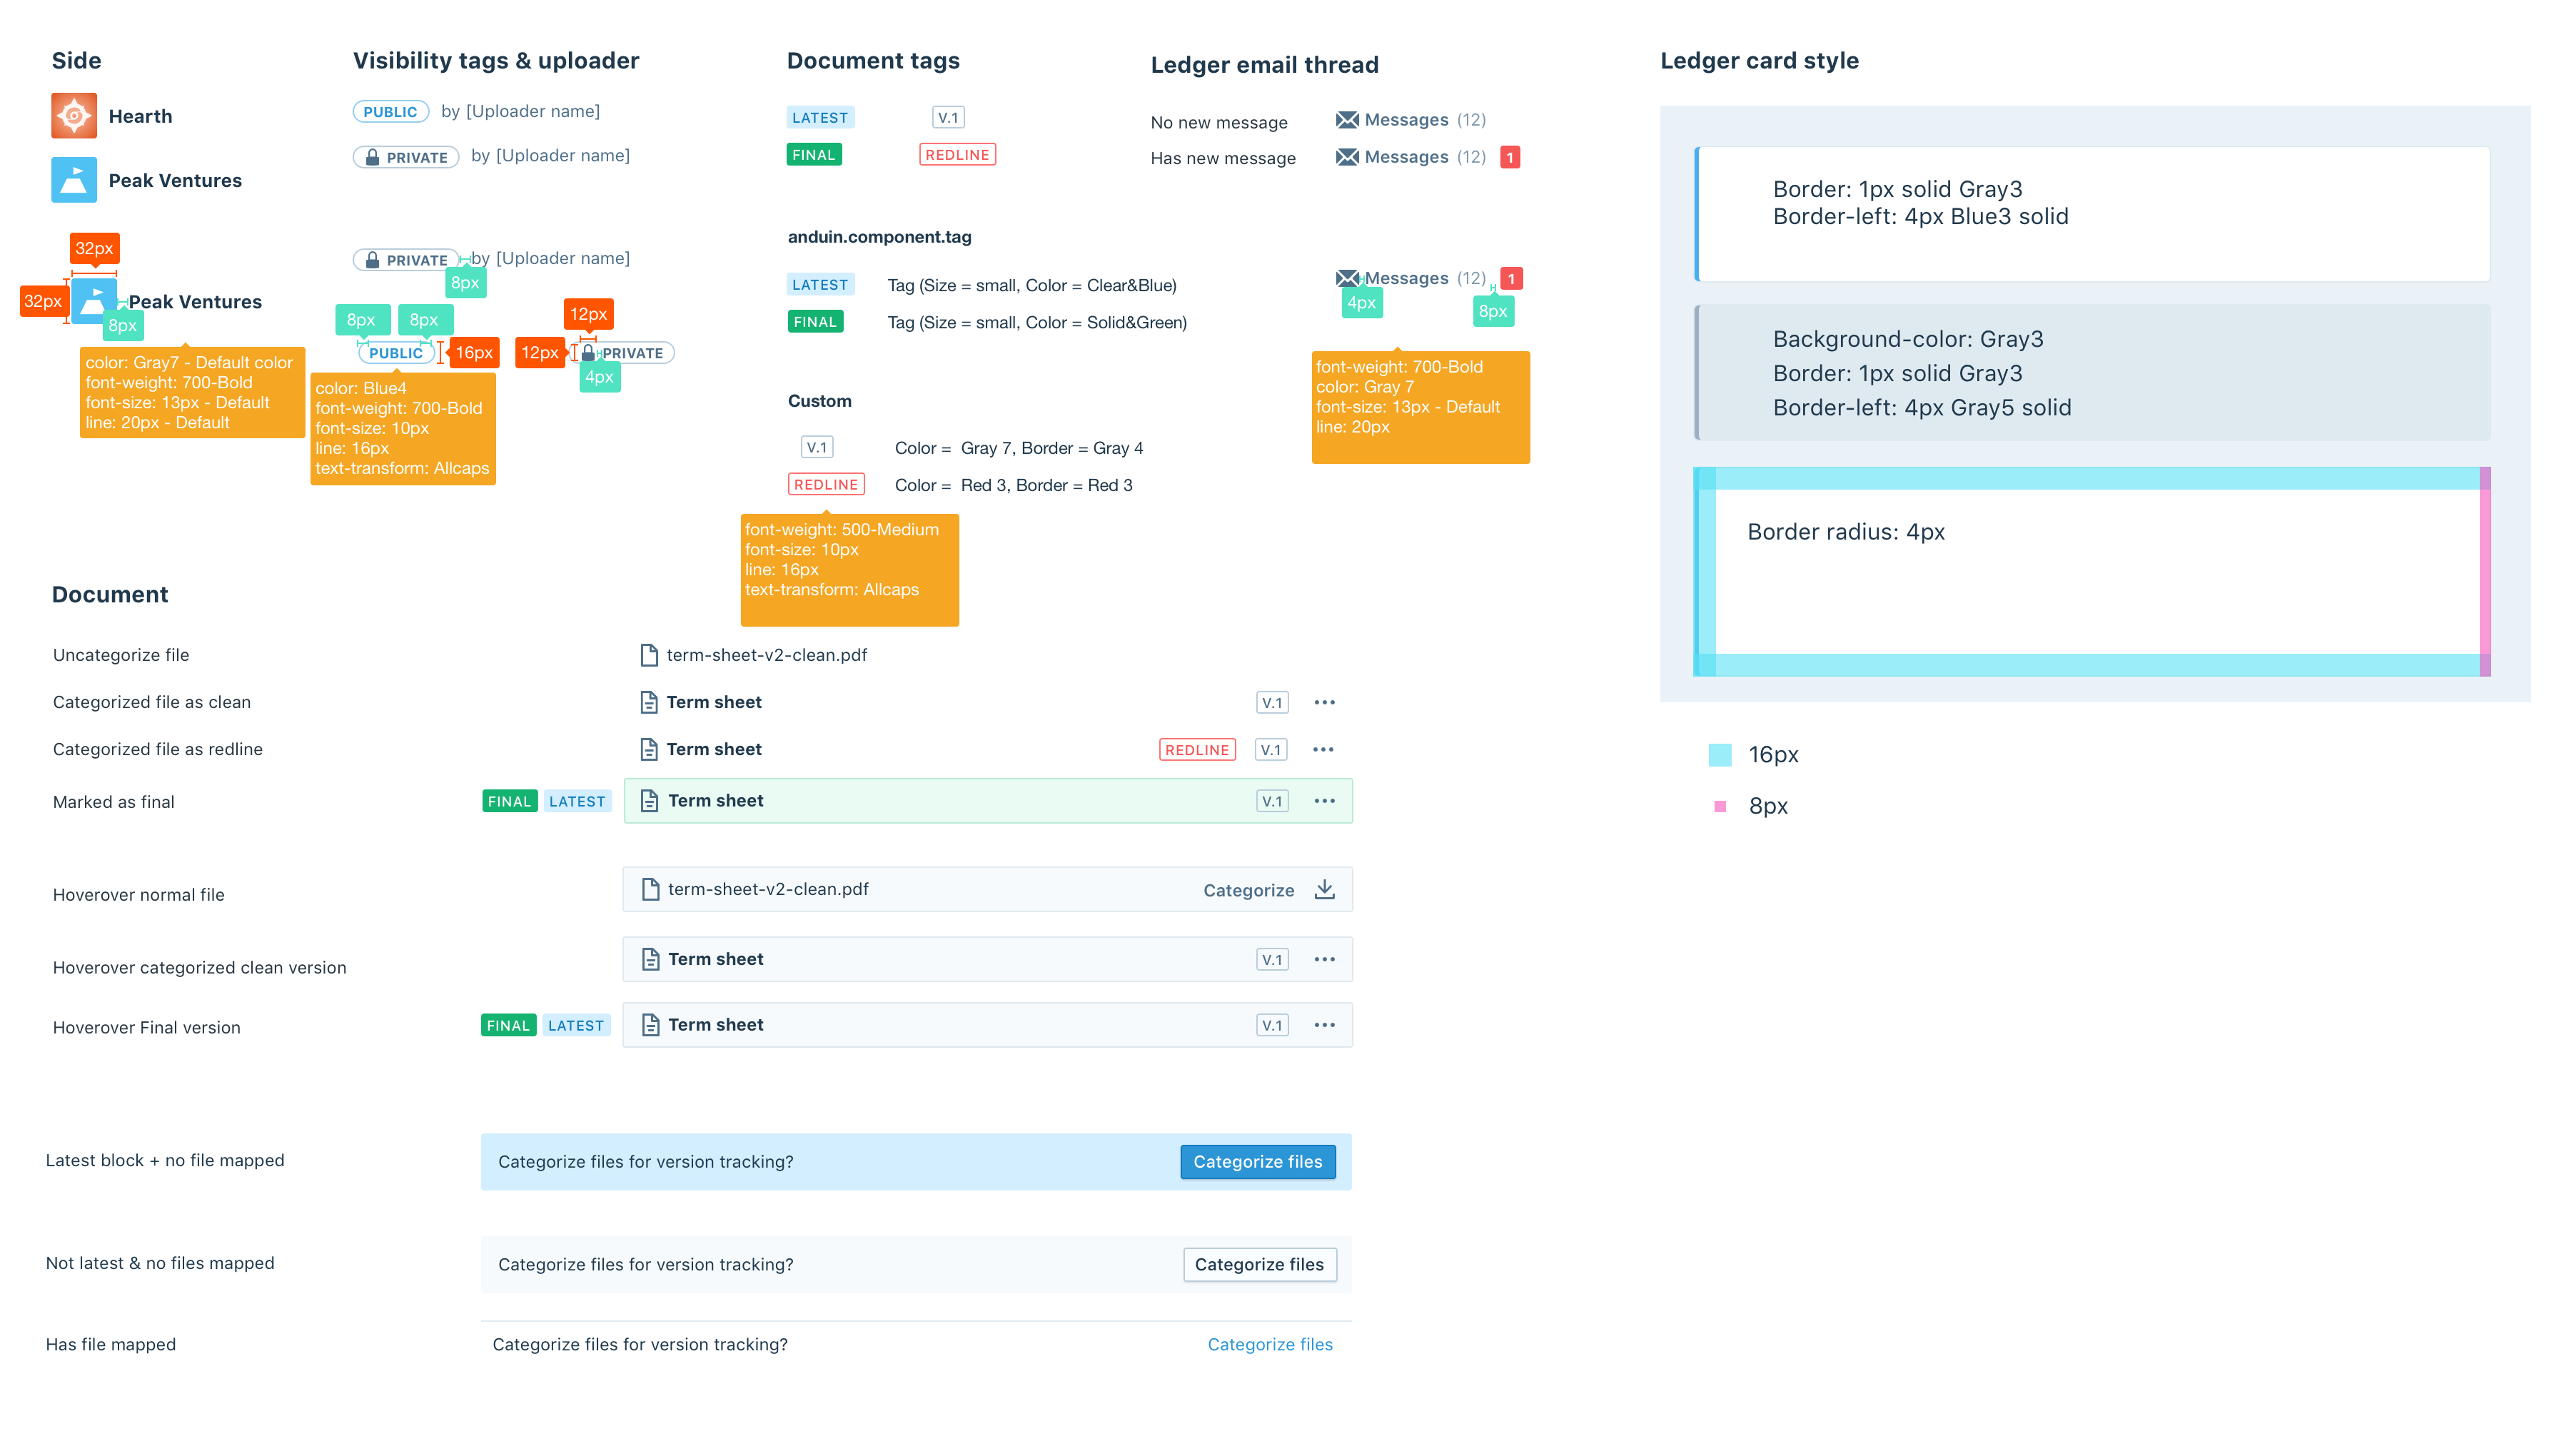 Side
Hearth
Peak Ventures
32px
32px
Peak Ventures
8px
color: Gray7 - Default color
font-weight: 700-Bold
font-size: 13px - Default
line: 20px - Default
Visibility tags & uploader
PUBLIC by [Uploader name]
PRIVATE by [Uploader name]
PRIVATE by [Uploader name]
8px
8px 8px
12px
PUBLIC 16px
12px PRIVATE
4px
color: Blue4
font-weight: 700-Bold
font-size: 10px
line: 16px
text-transform: Allcaps
Document tags
LATEST V.1
FINAL REDLINE
anduin.component.tag
LATEST Tag (Size = small, Color = Clear&Blue)
FINAL Tag (Size = small, Color = Solid&Green)
Custom
V.1 Color = Gray 7, Border = Gray 4
REDLINE Color = Red 3, Border = Red 3
font-weight: 500-Medium
font-size: 10px
line: 16px
text-transform: Allcaps
Ledger email thread
No new message Messages (12)
Has new message Messages (12) 1
Messages (12) 1
4px 8px
font-weight: 700-Bold
color: Gray 7
font-size: 13px - Default
line: 20px
Ledger card style
Border: 1px solid Gray3
Border-left: 4px Blue3 solid
Background-color: Gray3
Border: 1px solid Gray3
Border-left: 4px Gray5 solid
Border radius: 4px
16px
8px
Document
Uncategorize file term-sheet-v2-clean.pdf
Categorized file as clean Term sheet V.1
Categorized file as redline Term sheet REDLINE V.1
Marked as final FINAL LATEST Term sheet V.1
Hoverover normal file term-sheet-v2-clean.pdf Categorize
Hoverover categorized clean version Term sheet V.1
Hoverover Final version FINAL LATEST Term sheet V.1
Latest block + no file mapped Categorize files for version tracking? Categorize files
Not latest & no files mapped Categorize files for version tracking? Categorize files
Has file mapped Categorize files for version tracking? Categorize files